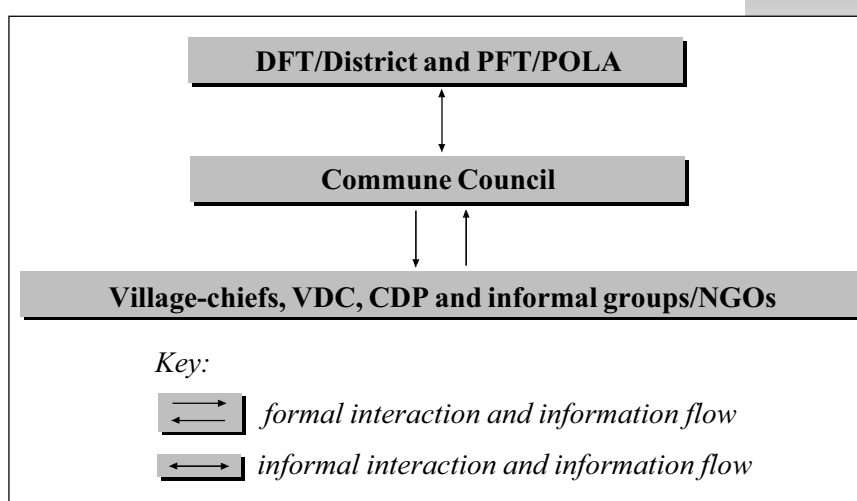 DFT/District and PFT/POLA
Commune Council
Village-chiefs, VDC, CDP and informal groups/NGOs
Key:
formal interaction and information flow
informal interaction and information flow